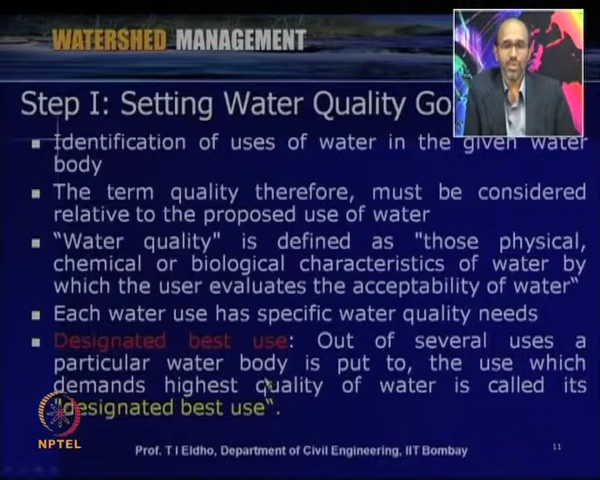 WATERSHED MANAGEMENT
Step I: Setting Water Quality Go
Identification of uses of water in the given water
body
The term quality therefore, must be considered
relative to the proposed use of water
"Water quality" is defined as "those physical,
chemical or biological characteristics of water by
which the user evaluates the acceptability of water"
Each water use has specific water quality needs
Designated best use: Out of several uses a
particular water body is put to, the use which
demands highest quality of water is called its
"designated best use".
NPTEL
Prof. T I Eldho, Department of Civil Engineering, IIT Bombay
11